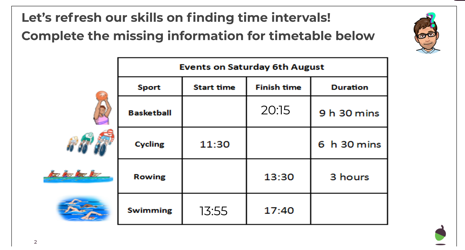 Let's refresh our skills on finding time intervals!
Complete the missing information for timetable below
Events on Saturday 6th August
Sport Start time Finish time Duration
Basketball 20:15 9 h 30 mins
Cycling 11:30 6 h 30 mins
Rowing 13:30 3 hours
Swimming 13:55 17:40
2